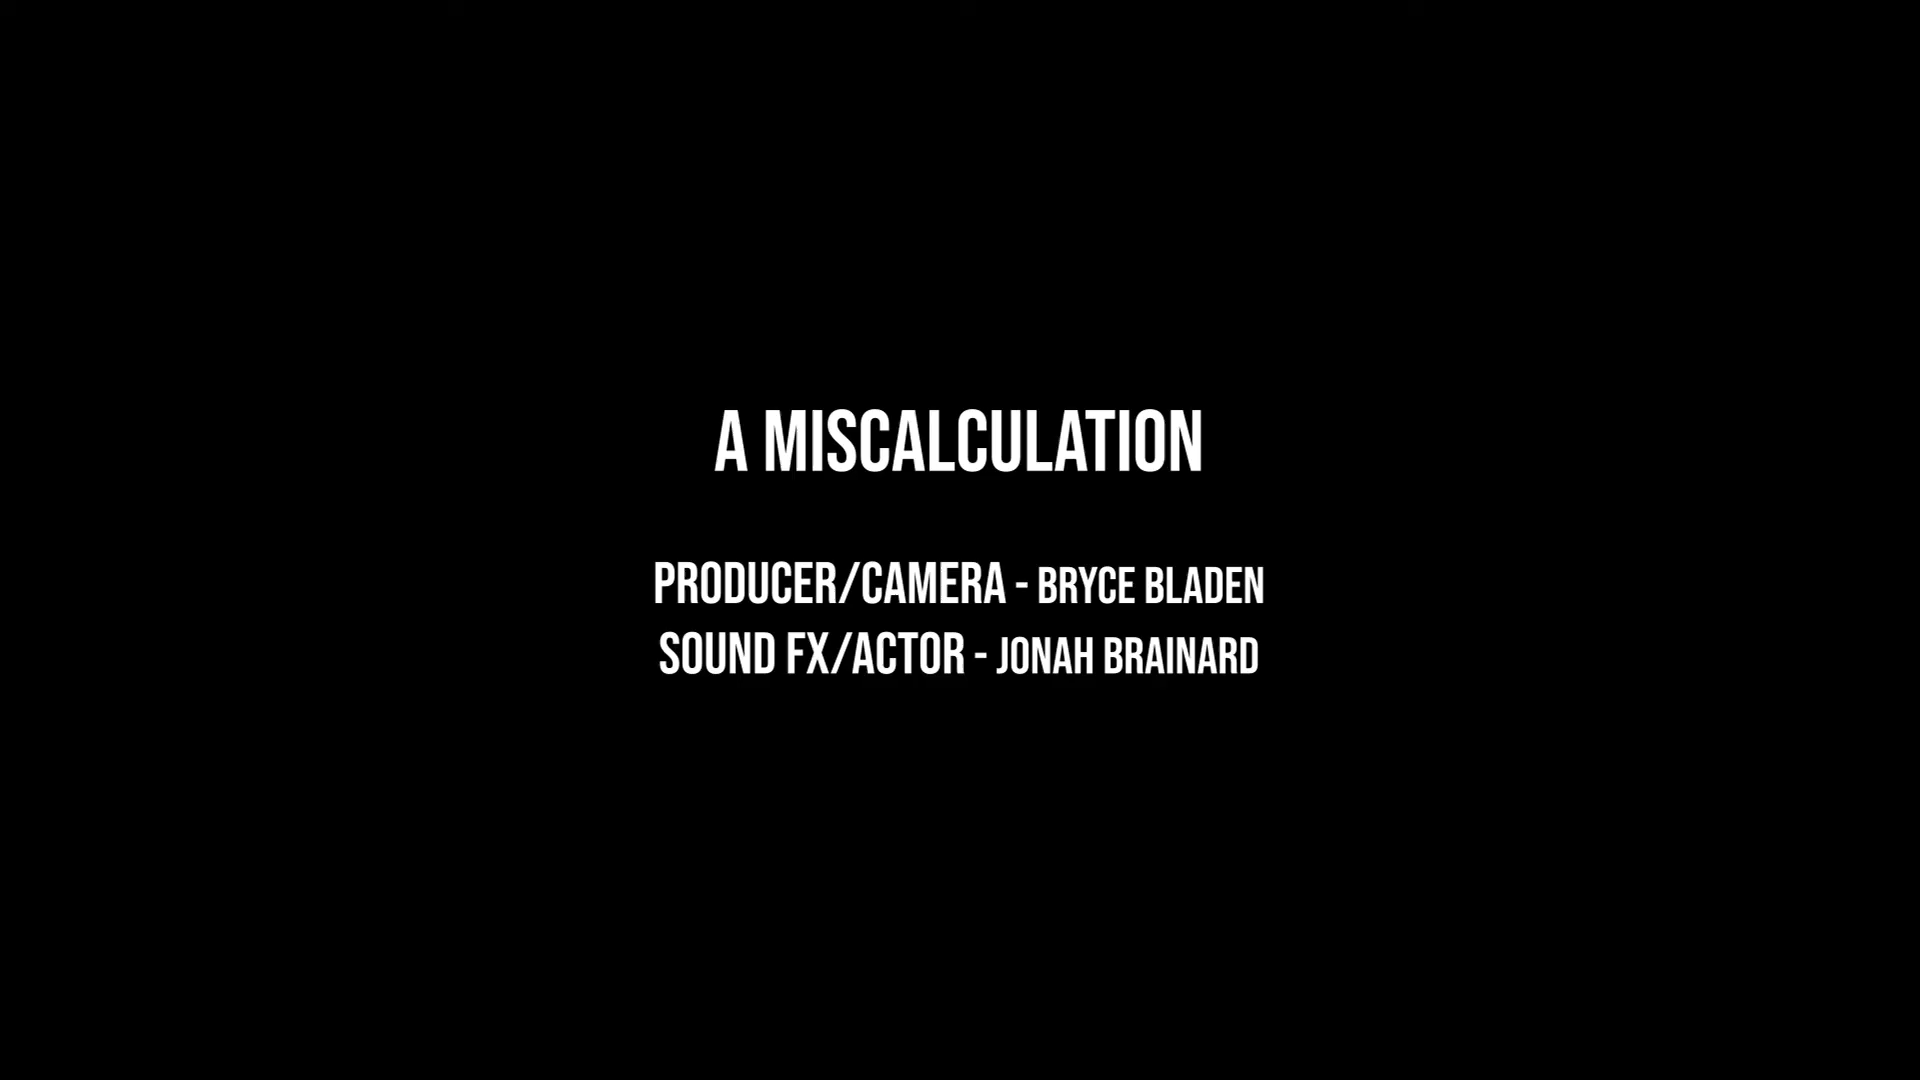 A MISCALCULATION
PRODUCER/CAMERA - BRYCE BLADEN
SOUND FX/ACTOR - JONAH BRAINARD